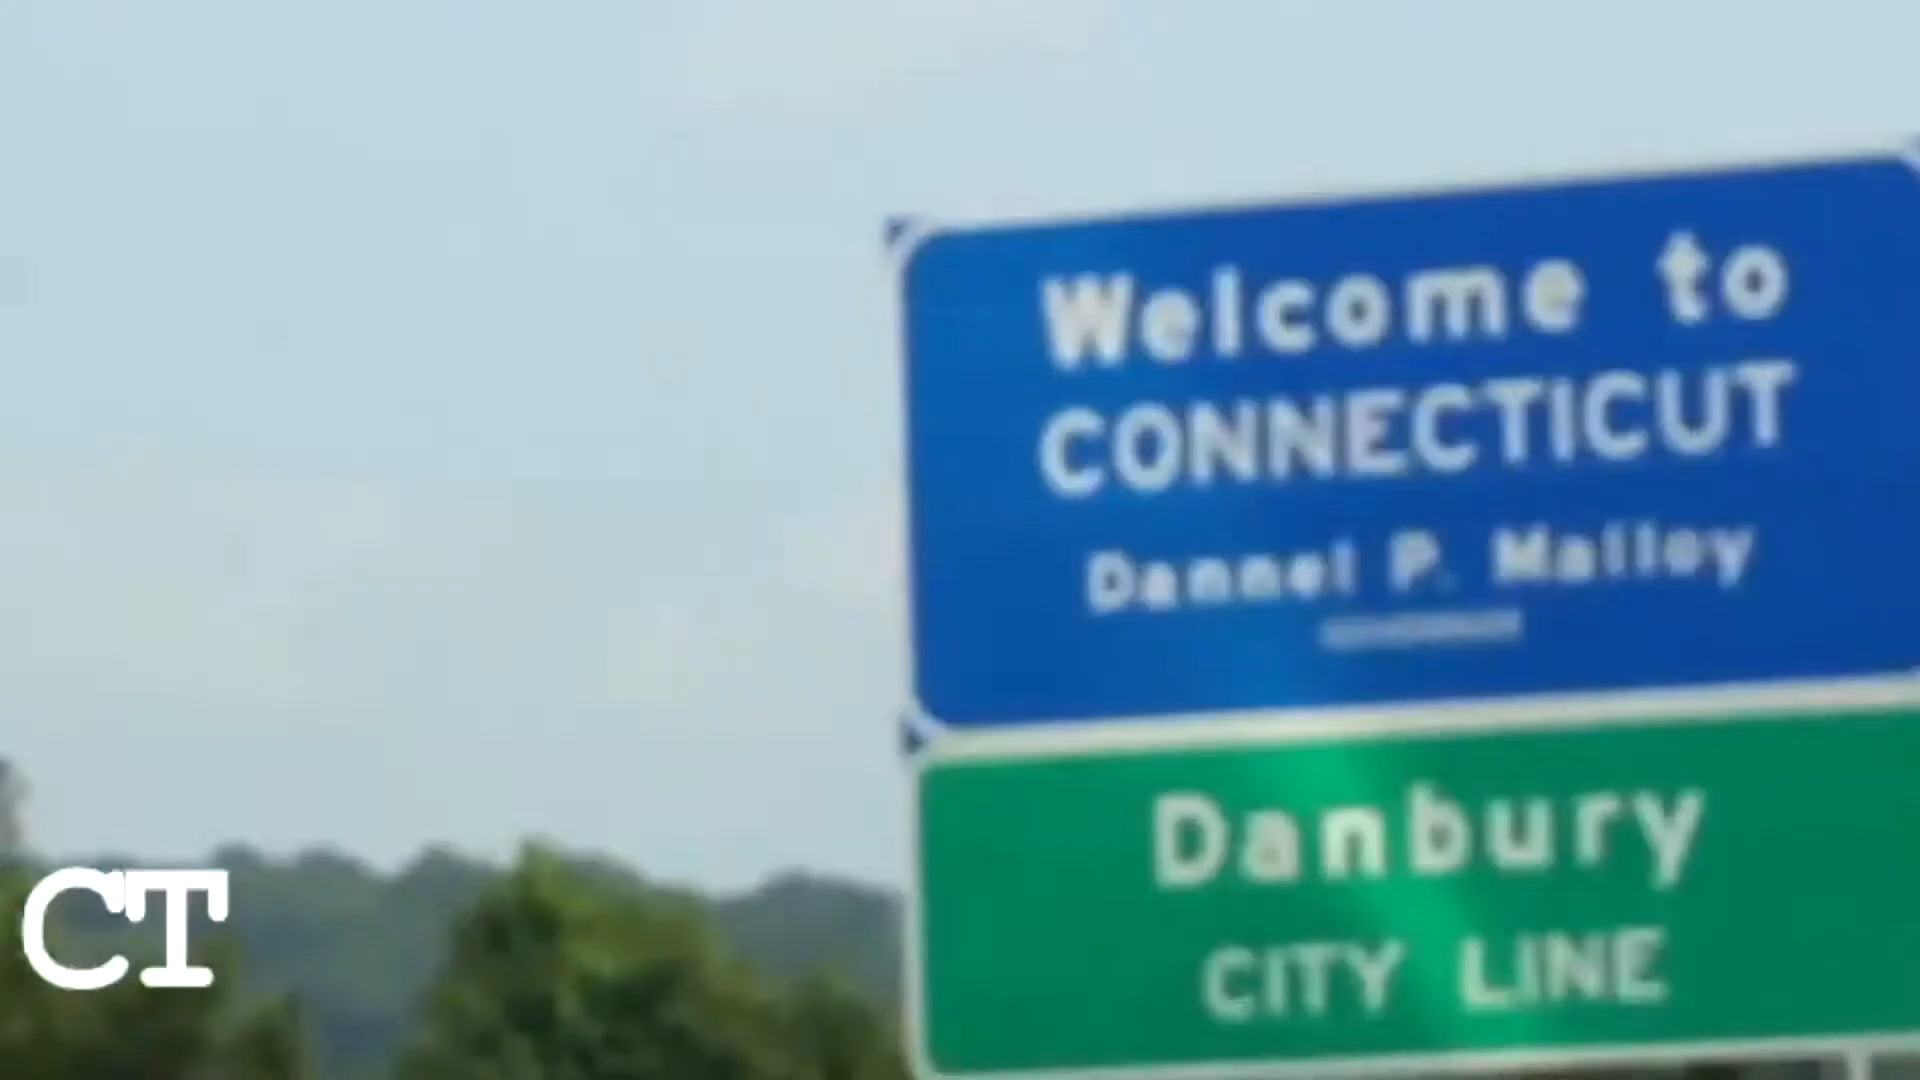 Welcome to
CONNECTICUT
Dannel P. Malloy
Danbury
CITY LINE
CT